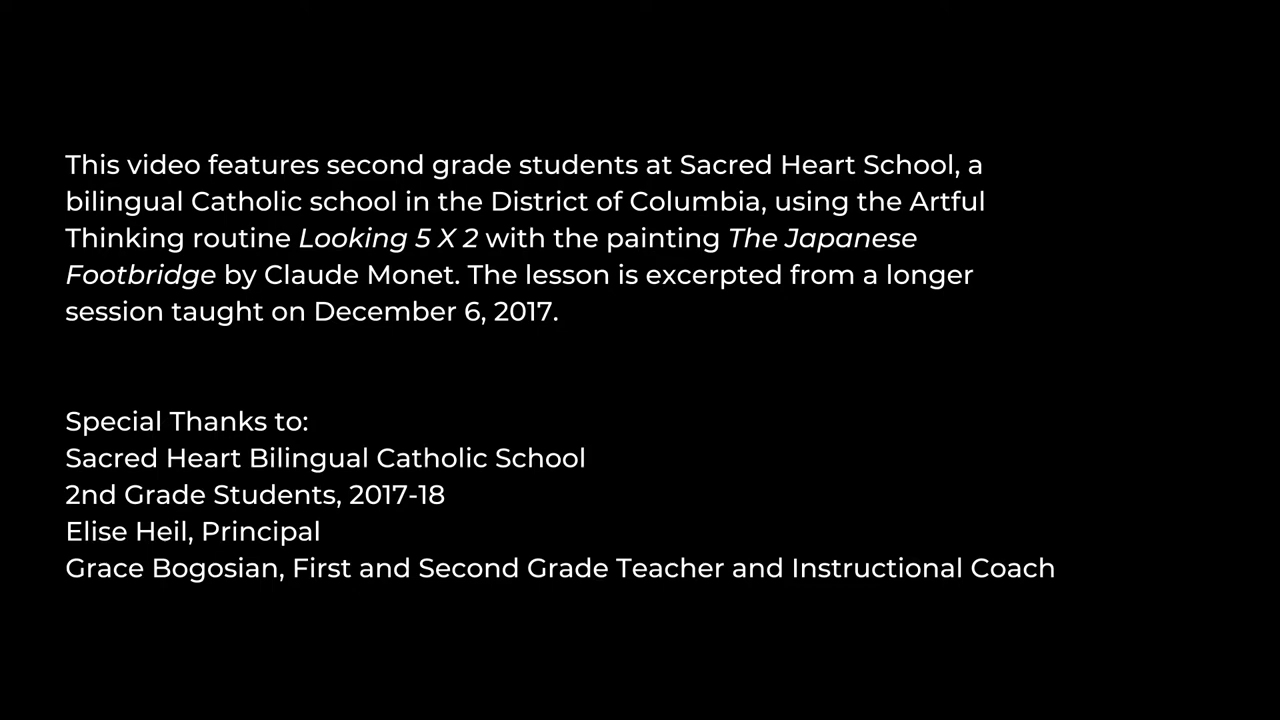 This video features second grade students at Sacred Heart School, a
bilingual Catholic school in the District of Columbia, using the Artful
Thinking routine Looking 5 X 2 with the painting The Japanese
Footbridge by Claude Monet. The lesson is excerpted from a longer
session taught on December 6, 2017.
Special Thanks to:
Sacred Heart Bilingual Catholic School
2nd Grade Students, 2017-18
Elise Heil, Principal
Grace Bogosian, First and Second Grade Teacher and Instructional Coach